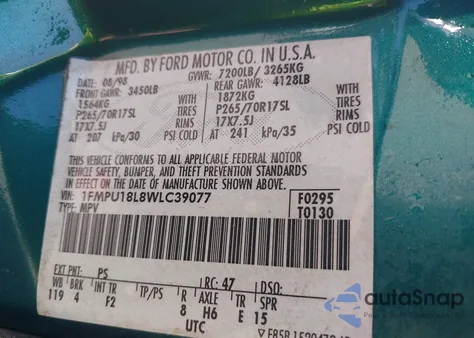 MFD. BY FORD MOTOR CO. IN U.S.A.
DATE: 08/98 GVWR: 7200LB/ 3265KG
FRONT GAWR: 3450LB REAR GAWR: 4128LB
1564KG WITH 1872KG WITH
P265/70R17SL TIRES P265/70R17SL TIRES
17X7.5J RIMS 17X7.5J RIMS
AT 207 kPa/30 PSI COLD AT 241 kPa/35 PSI COLD
THIS VEHICLE CONFORMS TO ALL APPLICABLE FEDERAL MOTOR
VEHICLE SAFETY, BUMPER, AND THEFT PREVENTION STANDARDS
IN EFFECT ON THE DATE OF MANUFACTURE SHOWN ABOVE.
VIN: 1FMPU18L8WLC39077 F0295
TYPE: MPV T0130
EXT PNT: PS RC: 47 DSO:
WB BRK INT TR TP/PS R AXLE TR SPR
119 4 F2 8 H6 E 15
UTC
autoSnap